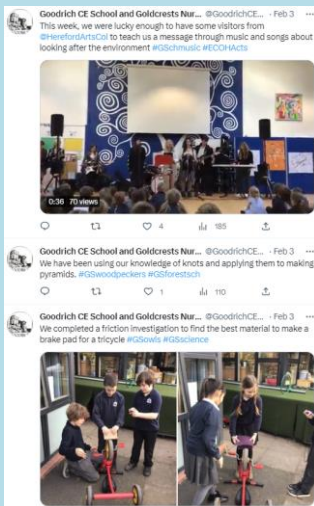 Goodrich CE School and Goldcrests Nur... @GoodrichCE... · Feb 3 ...
This week, we were lucky enough to have some visitors from
@HerefordArtsCol to teach us a message through music and songs about
looking after the environment #GSchmusic #ECOHActs
0:36 70 views
4 185
Goodrich CE School and Goldcrests Nur... @GoodrichCE... · Feb 3 ...
We have been using our knowledge of knots and applying them to making
pyramids. #GSwoodpeckers #GSforestsch
1 110
Goodrich CE School and Goldcrests Nur... @GoodrichCE... · Feb 3 ...
We completed a friction investigation to find the best material to make a
brake pad for a tricycle #GSowls #GSscience